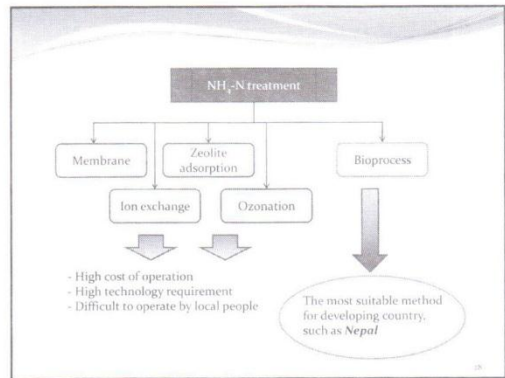 NH₄-N treatment
Membrane
Zeolite
adsorption
Bioprocess
Ion exchange
Ozonation
- High cost of operation
- High technology requirement
- Difficult to operate by local people
The most suitable method
for developing country,
such as Nepal